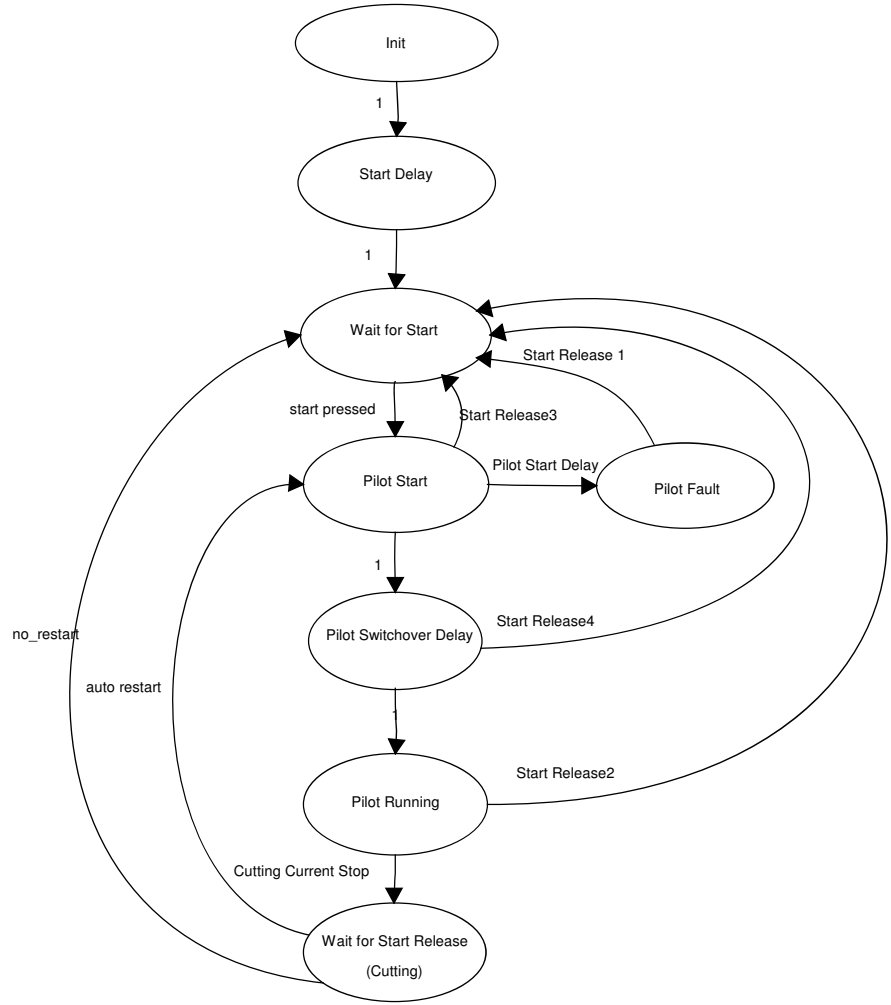 Init
1
Start Delay
1
Wait for Start
Start Release 1
start pressed
Start Release3
Pilot Start Delay
Pilot Start
Pilot Fault
1
Start Release4
Pilot Switchover Delay
no_restart
auto restart
1
Start Release2
Pilot Running
Cutting Current Stop
Wait for Start Release
(Cutting)